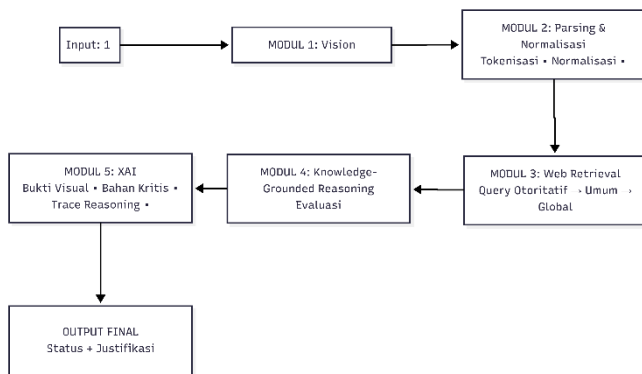 Input: 1
MODUL 1: Vision
MODUL 2: Parsing &
Normalisasi
Tokenisasi • Normalisasi •
MODUL 3: Web Retrieval
Query Otoritatif → Umum →
Global
MODUL 4: Knowledge-
Grounded Reasoning
Evaluasi
MODUL 5: XAI
Bukti Visual • Bahan Kritis •
Trace Reasoning •
OUTPUT FINAL
Status + Justifikasi